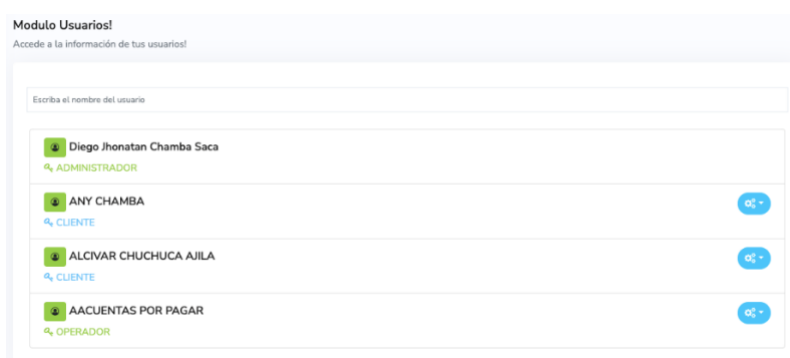 Modulo Usuarios!
Accede a la información de tus usuarios!
Escriba el nombre del usuario
Diego Jhonatan Chamba Saca
ADMINISTRADOR
ANY CHAMBA
CLIENTE
ALCIVAR CHUCHUCA AJILA
CLIENTE
AACUENTAS POR PAGAR
OPERADOR